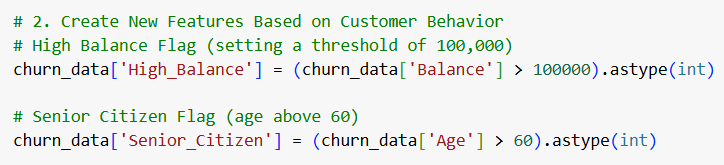 # 2. Create New Features Based on Customer Behavior
# High Balance Flag (setting a threshold of 100,000)
churn_data['High_Balance'] = (churn_data['Balance'] > 100000).astype(int)
# Senior Citizen Flag (age above 60)
churn_data['Senior_Citizen'] = (churn_data['Age'] > 60).astype(int)